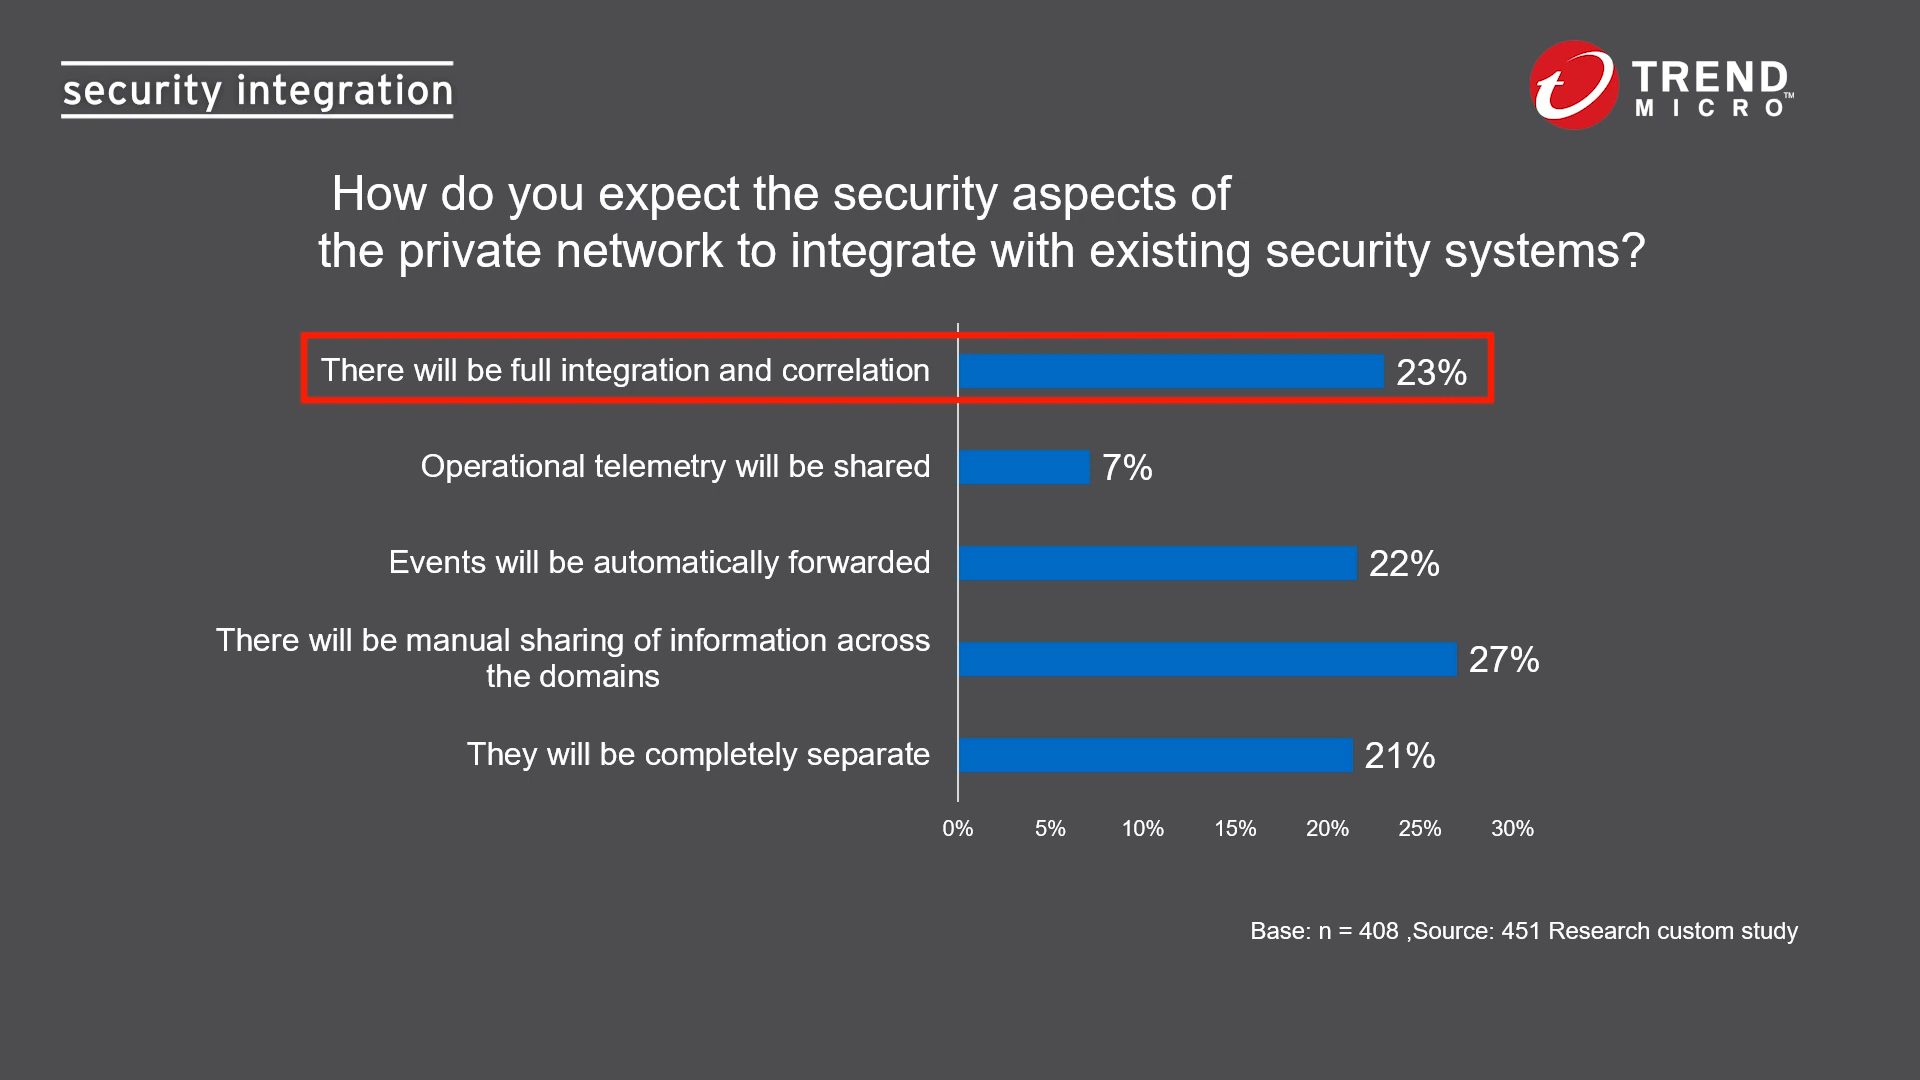 security integration
TREND
MICRO™
How do you expect the security aspects of
the private network to integrate with existing security systems?
There will be full integration and correlation 23%
Operational telemetry will be shared 7%
Events will be automatically forwarded 22%
There will be manual sharing of information across
the domains 27%
They will be completely separate 21%
0% 5% 10% 15% 20% 25% 30%
Base: n = 408 ,Source: 451 Research custom study